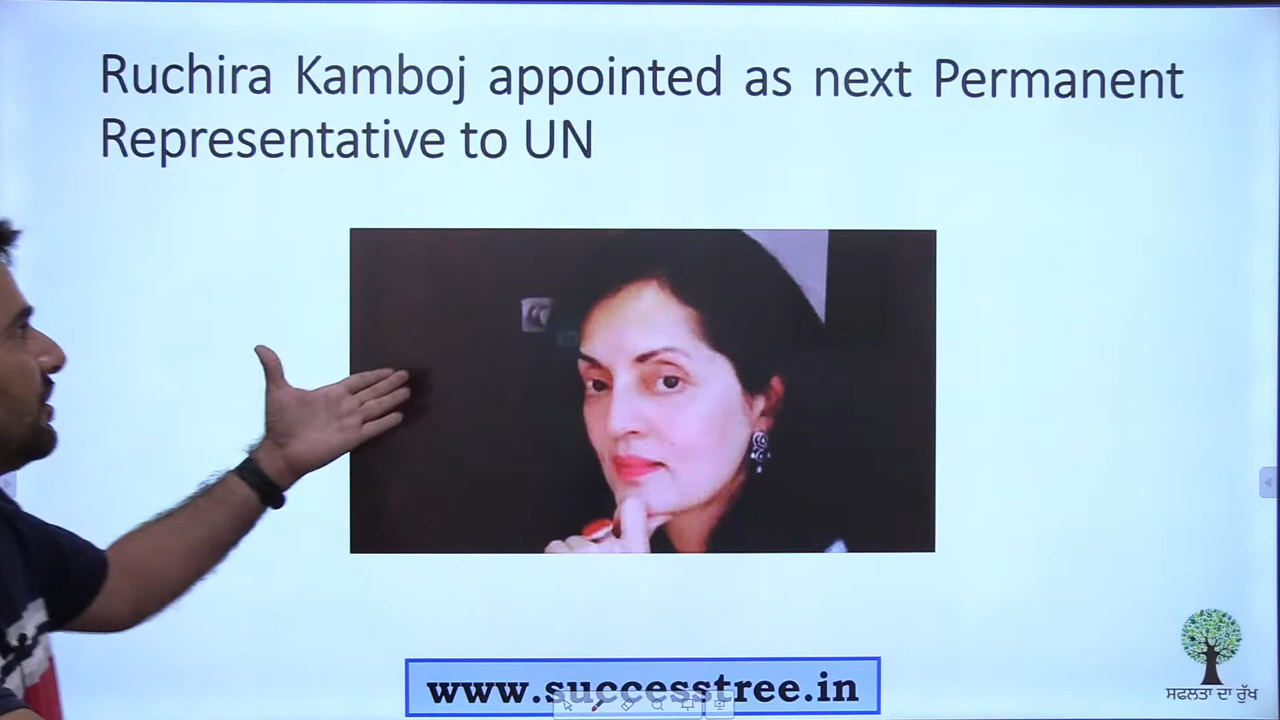 Ruchira Kamboj appointed as next Permanent
Representative to UN
ਸਫਲਤਾ ਦਾ ਰੁੱਖ
www.successtree.in